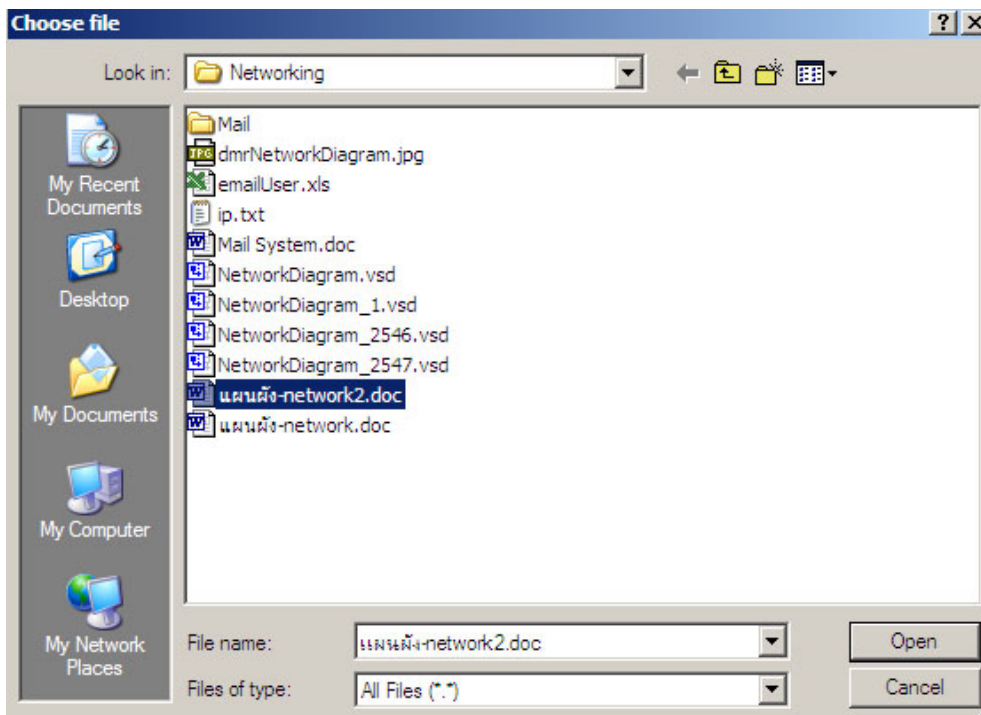 Choose file
Look in: Networking
My Recent Documents
Desktop
My Documents
My Computer
My Network Places
Mail
dmrNetworkDiagram.jpg
emailUser.xls
ip.txt
Mail System.doc
NetworkDiagram.vsd
NetworkDiagram_1.vsd
NetworkDiagram_2546.vsd
NetworkDiagram_2547.vsd
แผนผัง-network2.doc
แผนผัง-network.doc
File name: แผนผัง-network2.doc Open
Files of type: All Files (*.*) Cancel